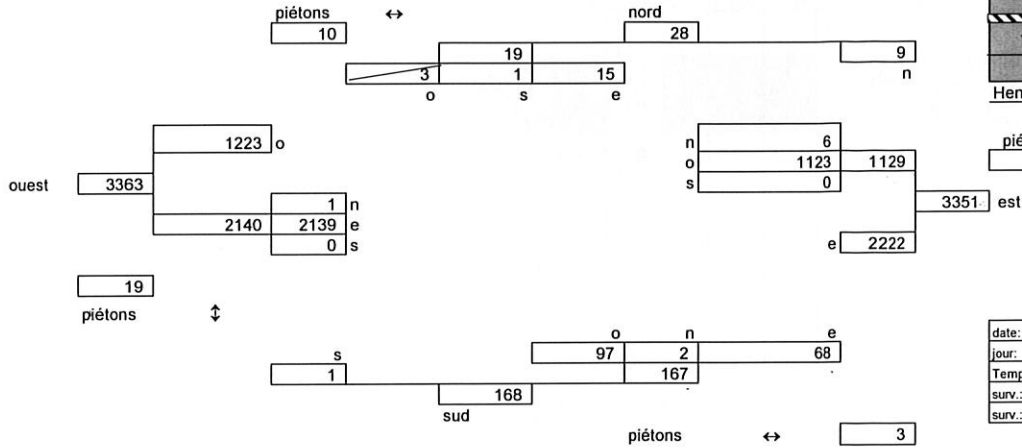 piétons ↔ nord
10 28
19 9
3 1 15 n
o s e
Hen
1223 o n 6 pié
o 1123 1129
ouest 3363 s 0
1 n 3351 est
2140 2139 e
0 s e 2222
19
piétons ↕
o n e date:
s 97 2 68 jour:
1 167 Temp
168 surv.:
sud surv.:
piétons ↔ 3